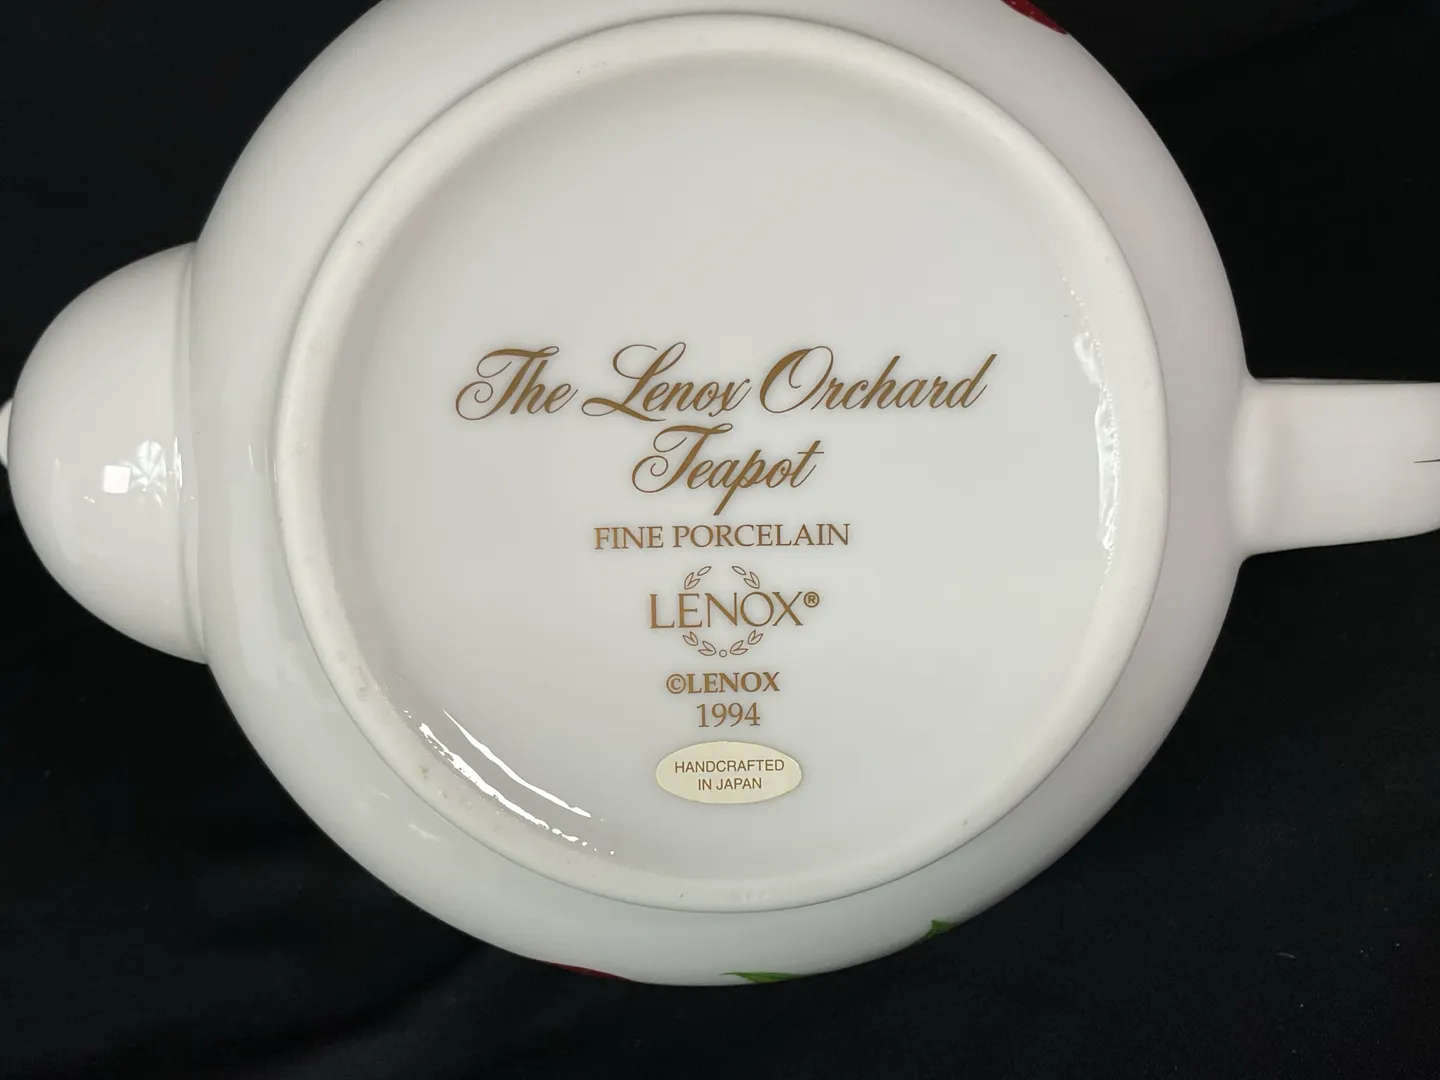 The Lenox Orchard
Teapot
FINE PORCELAIN
LENOX®
©LENOX
1994
HANDCRAFTED
IN JAPAN